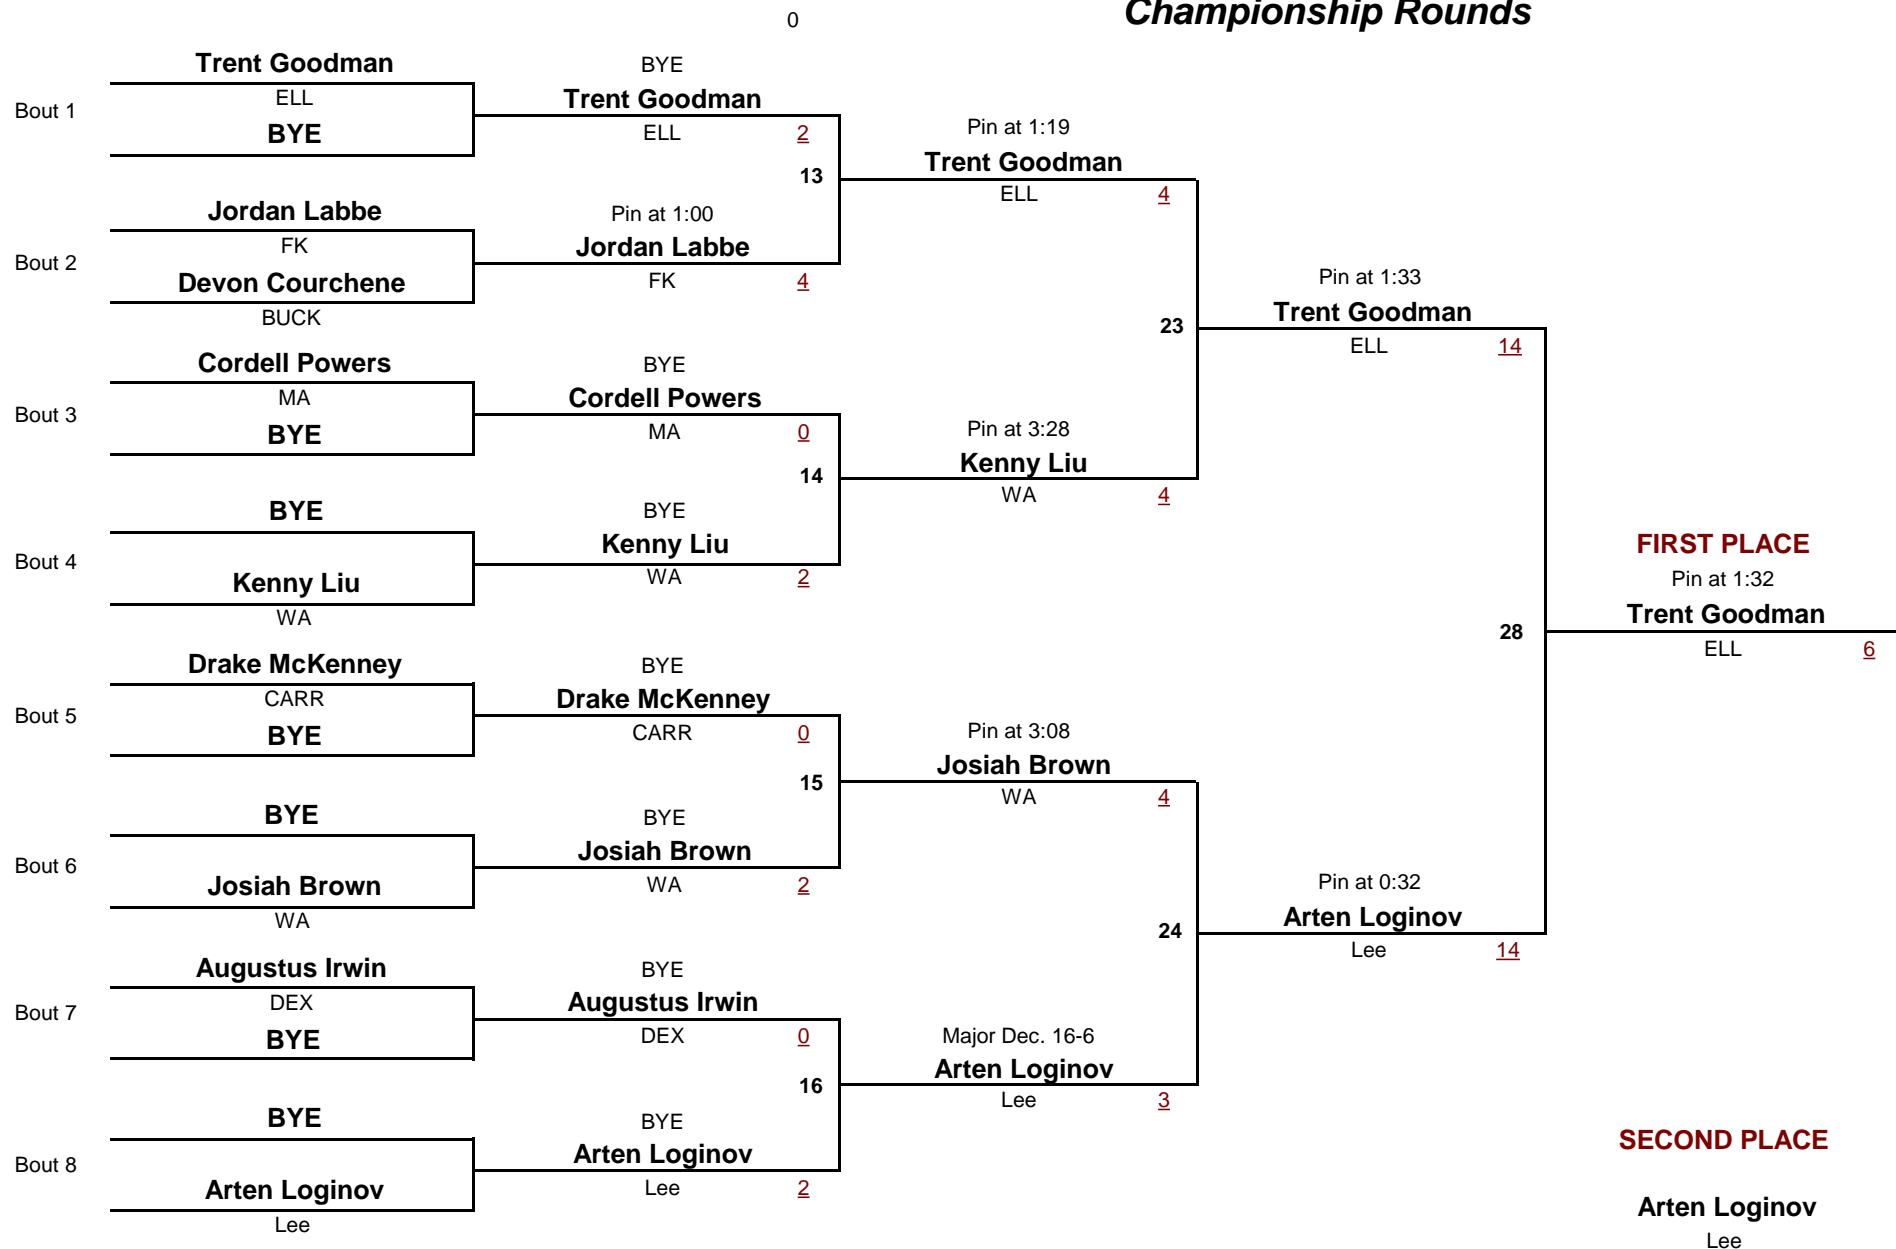 Championship Rounds
0
Bout 1
Trent Goodman
ELL
BYE
Bout 2
Jordan Labbe
FK
Devon Courchene
BUCK
Bout 3
Cordell Powers
MA
BYE
Bout 4
BYE
Kenny Liu
WA
Bout 5
Drake McKenney
CARR
BYE
Bout 6
BYE
Josiah Brown
WA
Bout 7
Augustus Irwin
DEX
BYE
Bout 8
BYE
Arten Loginov
Lee
BYE
Trent Goodman
ELL 2
13
Pin at 1:00
Jordan Labbe
FK 4
BYE
Cordell Powers
MA 0
14
BYE
Kenny Liu
WA 2
BYE
Drake McKenney
CARR 0
15
BYE
Josiah Brown
WA 2
BYE
Augustus Irwin
DEX 0
16
BYE
Arten Loginov
Lee 2
Pin at 1:19
Trent Goodman
ELL 4
23
Pin at 3:28
Kenny Liu
WA 4
Pin at 3:08
Josiah Brown
WA 4
24
Major Dec. 16-6
Arten Loginov
Lee 3
Pin at 1:33
Trent Goodman
ELL 14
28
Pin at 0:32
Arten Loginov
Lee 14
FIRST PLACE
Pin at 1:32
Trent Goodman
ELL 6
SECOND PLACE
Arten Loginov
Lee